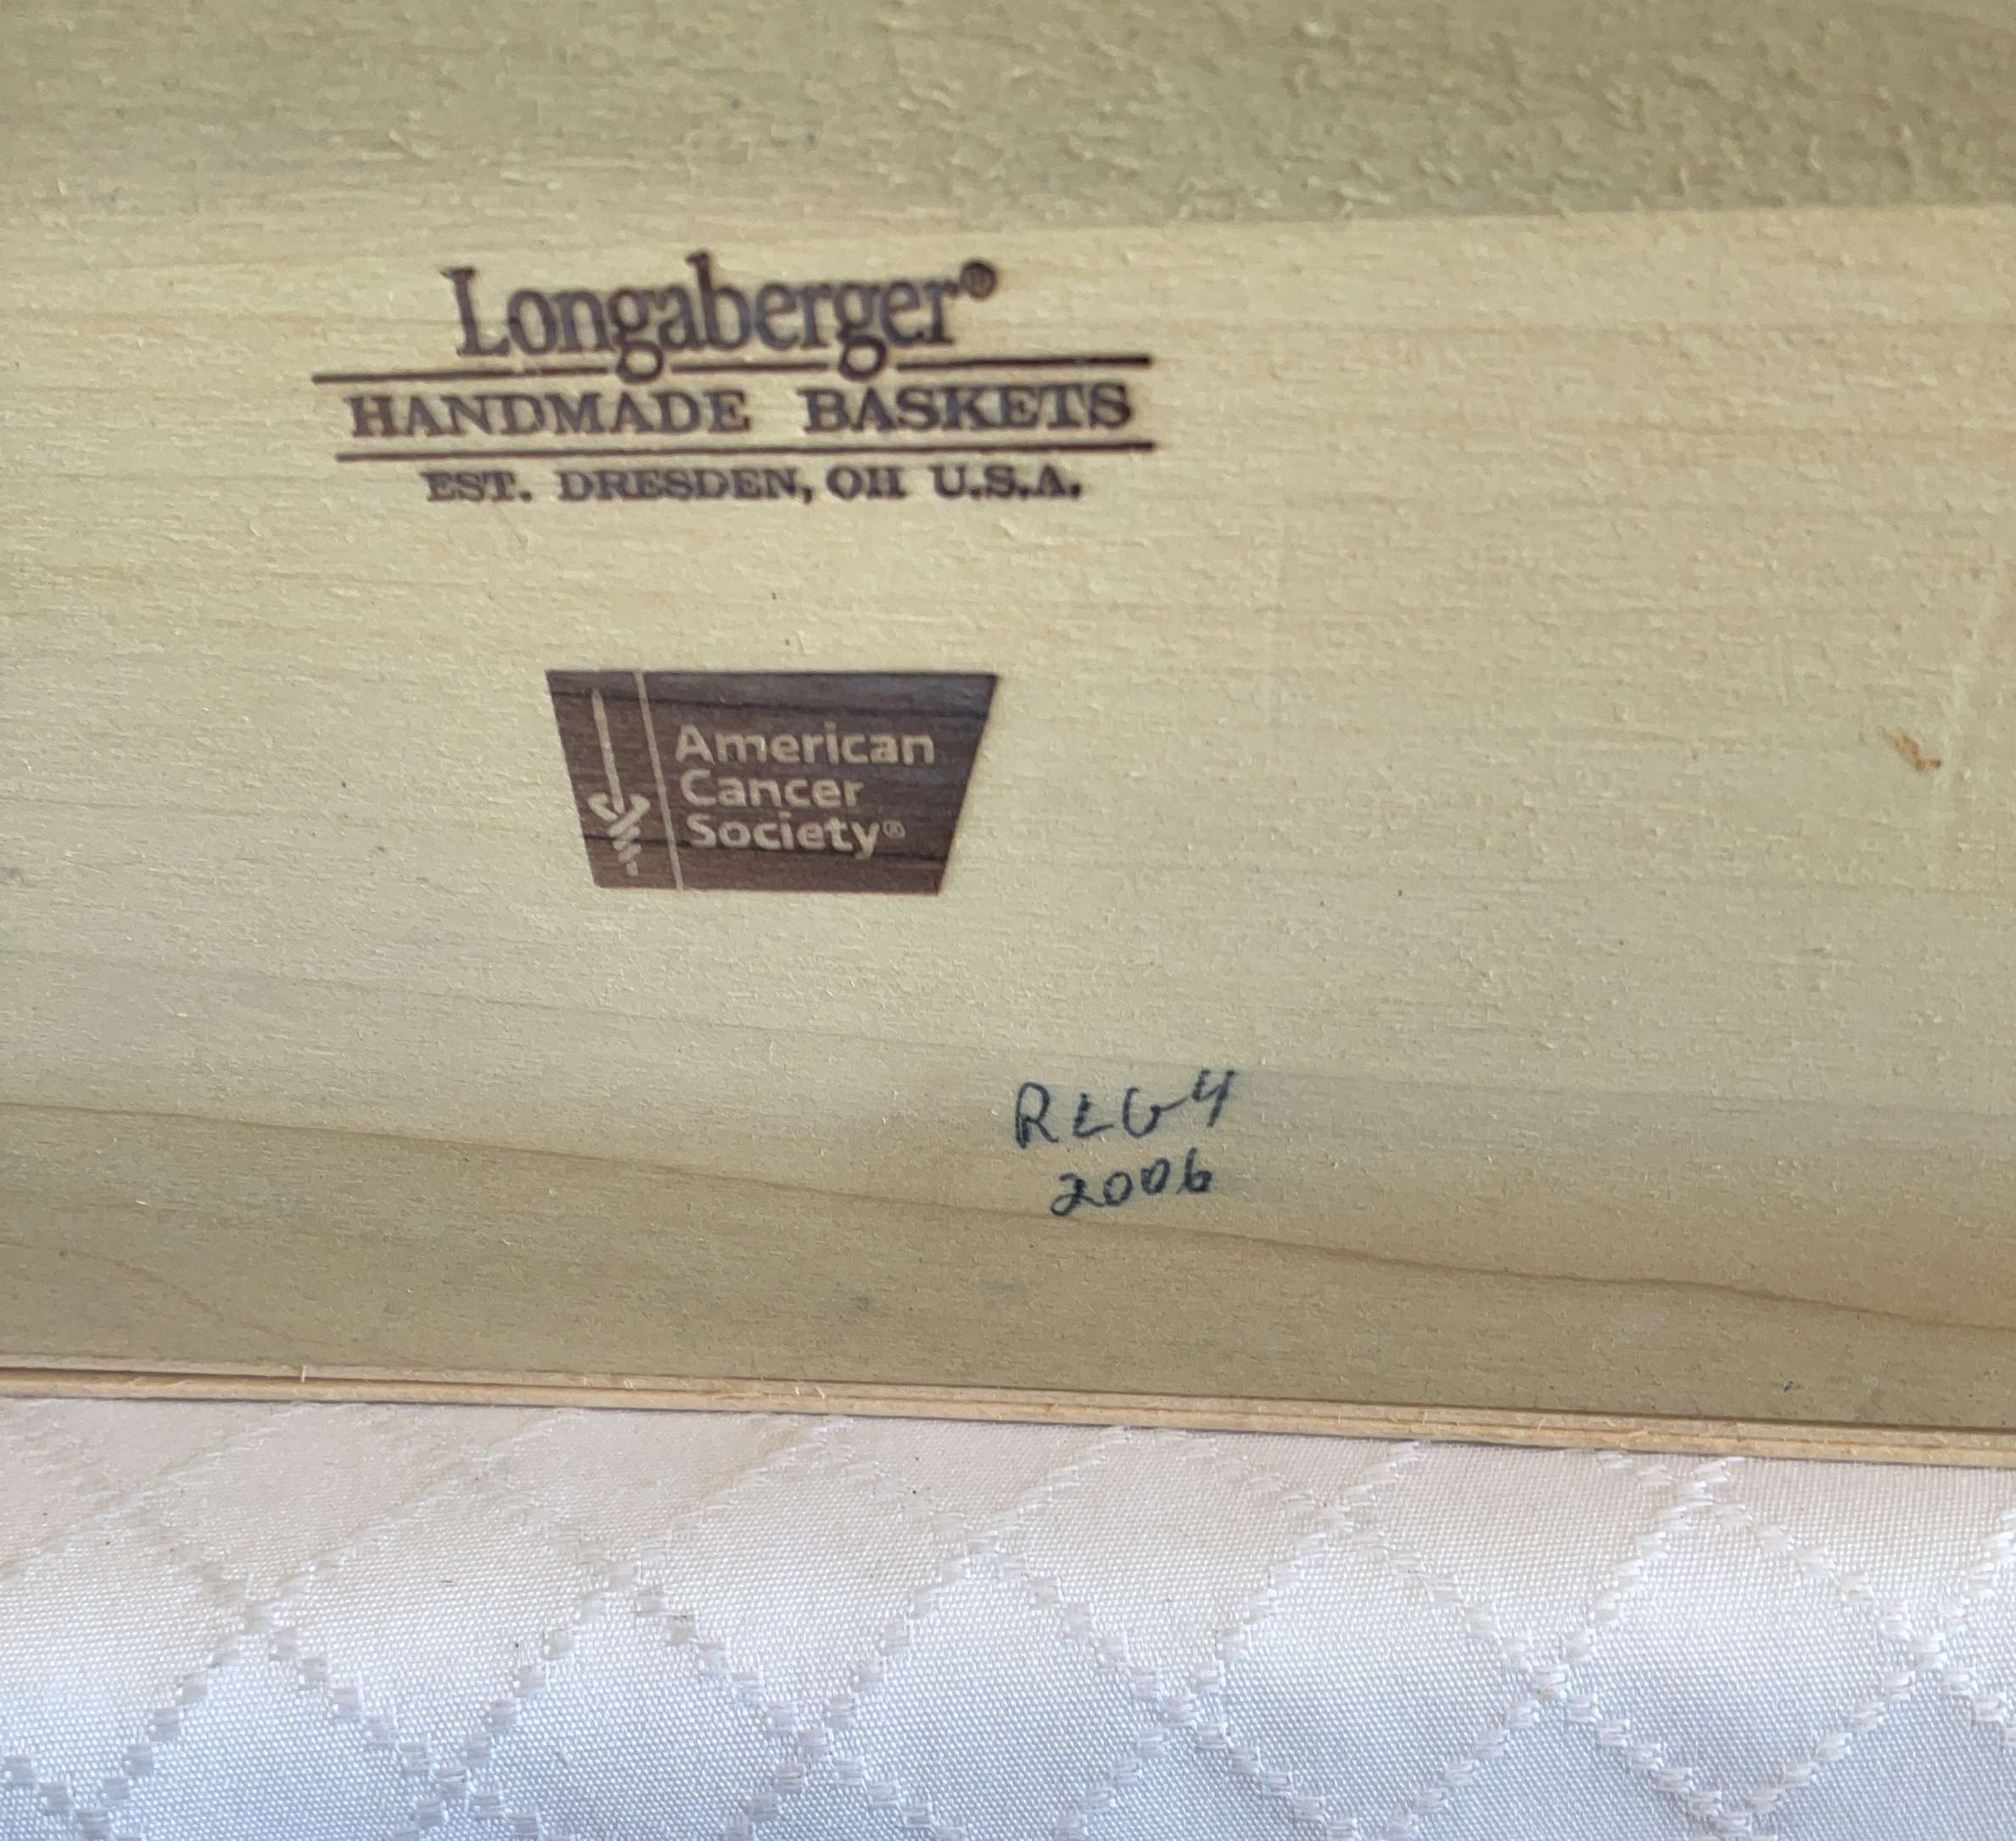 Longaberger®
HANDMADE BASKETS
EST. DRESDEN, OH U.S.A.
American
Cancer
Society®
RLG4
2006